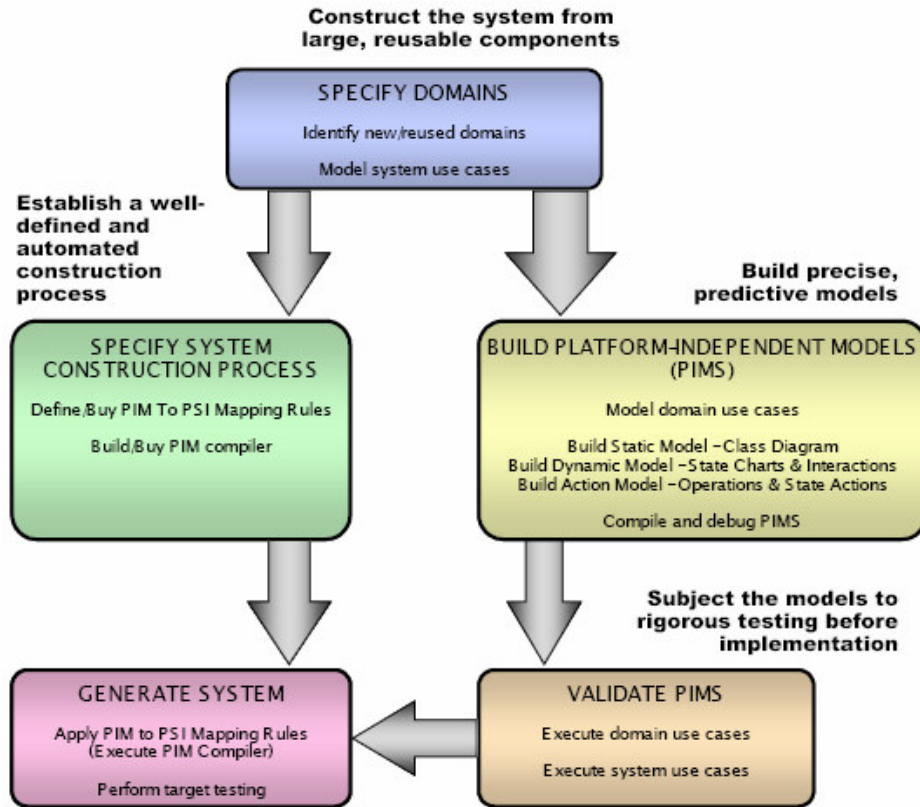 Construct the system from
large, reusable components
SPECIFY DOMAINS
Identify new/reused domains
Model system use cases
Establish a well-
defined and
automated
construction
process
Build precise,
predictive models
SPECIFY SYSTEM
CONSTRUCTION PROCESS
Define/Buy PIM To PSI Mapping Rules
Build/Buy PIM compiler
BUILD PLATFORM-INDEPENDENT MODELS
(PIMS)
Model domain use cases
Build Static Model –Class Diagram
Build Dynamic Model –State Charts & Interactions
Build Action Model –Operations & State Actions
Compile and debug PIMS
Subject the models to
rigorous testing before
implementation
GENERATE SYSTEM
Apply PIM to PSI Mapping Rules
(Execute PIM Compiler)
Perform target testing
VALIDATE PIMS
Execute domain use cases
Execute system use cases